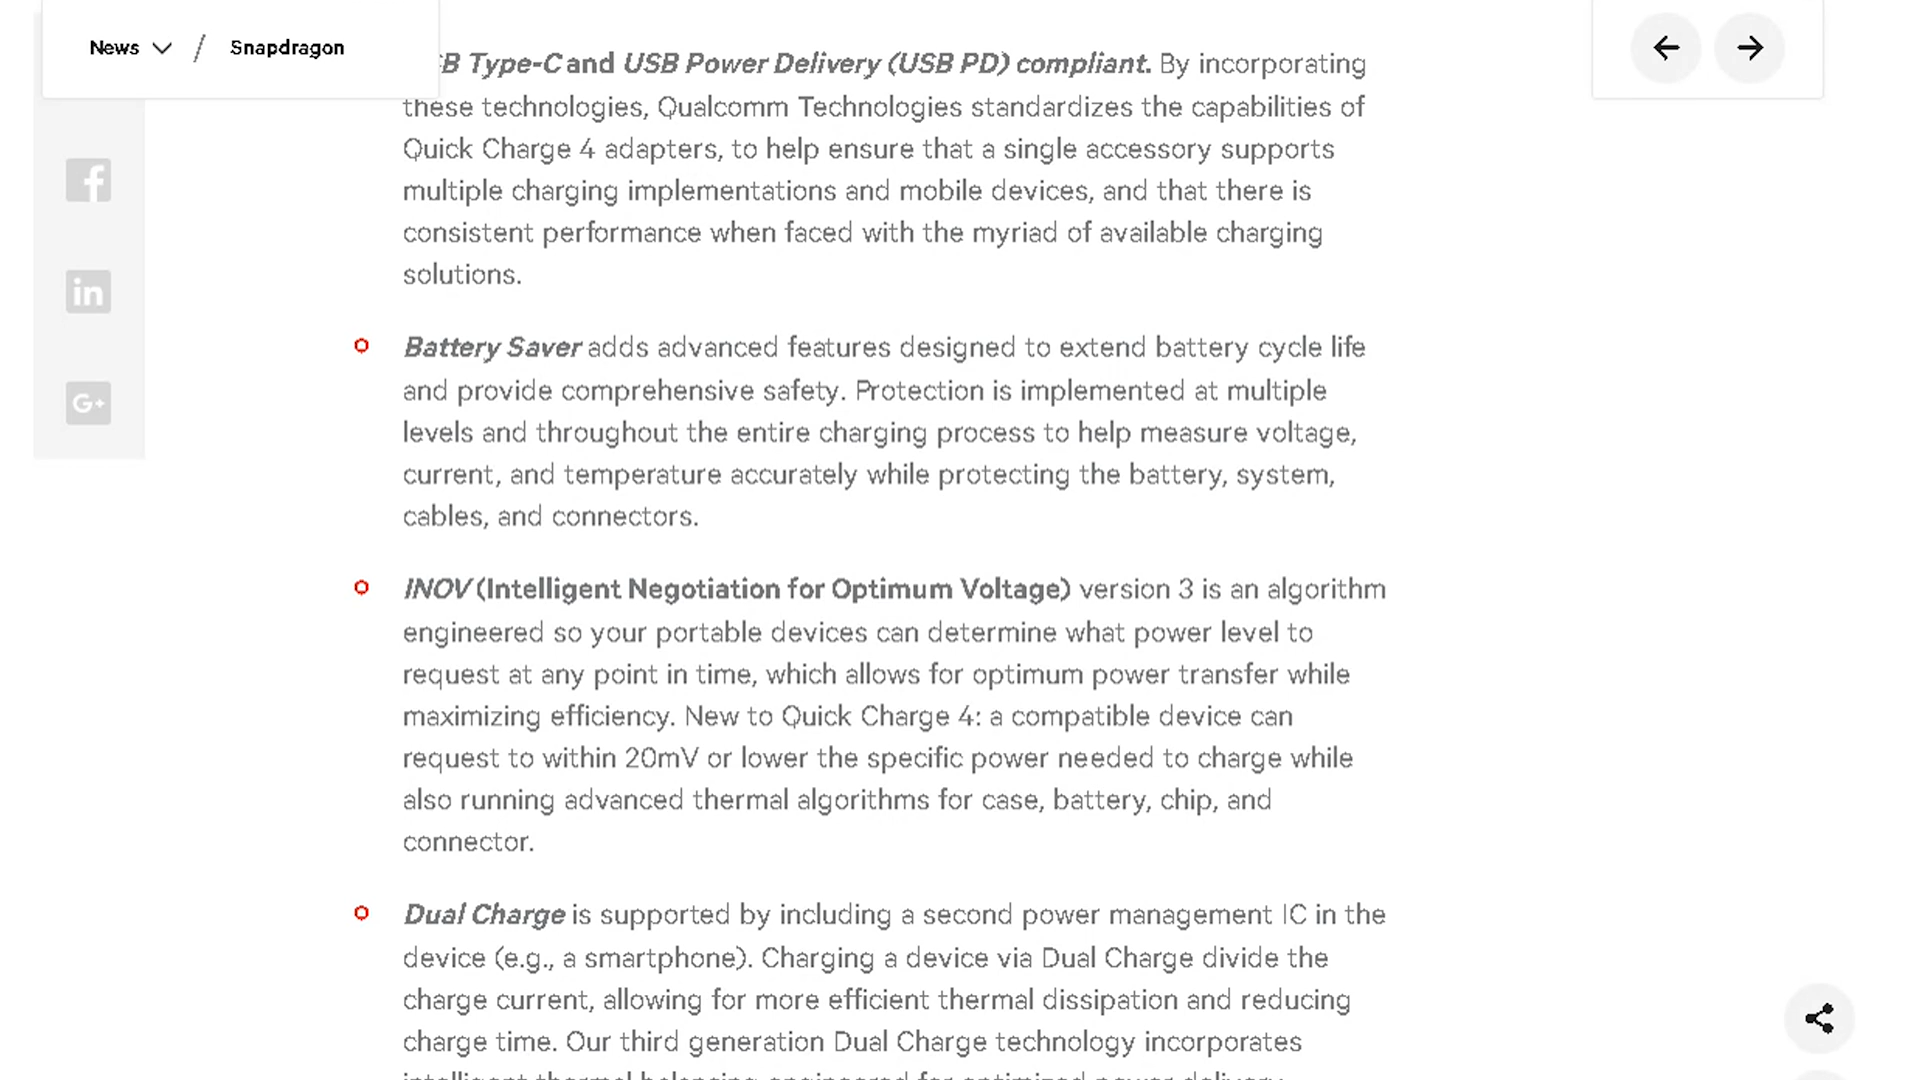 News / Snapdragon
B Type-C and USB Power Delivery (USB PD) compliant. By incorporating
these technologies, Qualcomm Technologies standardizes the capabilities of
Quick Charge 4 adapters, to help ensure that a single accessory supports
multiple charging implementations and mobile devices, and that there is
consistent performance when faced with the myriad of available charging
solutions.
Battery Saver adds advanced features designed to extend battery cycle life
and provide comprehensive safety. Protection is implemented at multiple
levels and throughout the entire charging process to help measure voltage,
current, and temperature accurately while protecting the battery, system,
cables, and connectors.
INOV (Intelligent Negotiation for Optimum Voltage) version 3 is an algorithm
engineered so your portable devices can determine what power level to
request at any point in time, which allows for optimum power transfer while
maximizing efficiency. New to Quick Charge 4: a compatible device can
request to within 20mV or lower the specific power needed to charge while
also running advanced thermal algorithms for case, battery, chip, and
connector.
Dual Charge is supported by including a second power management IC in the
device (e.g., a smartphone). Charging a device via Dual Charge divide the
charge current, allowing for more efficient thermal dissipation and reducing
charge time. Our third generation Dual Charge technology incorporates